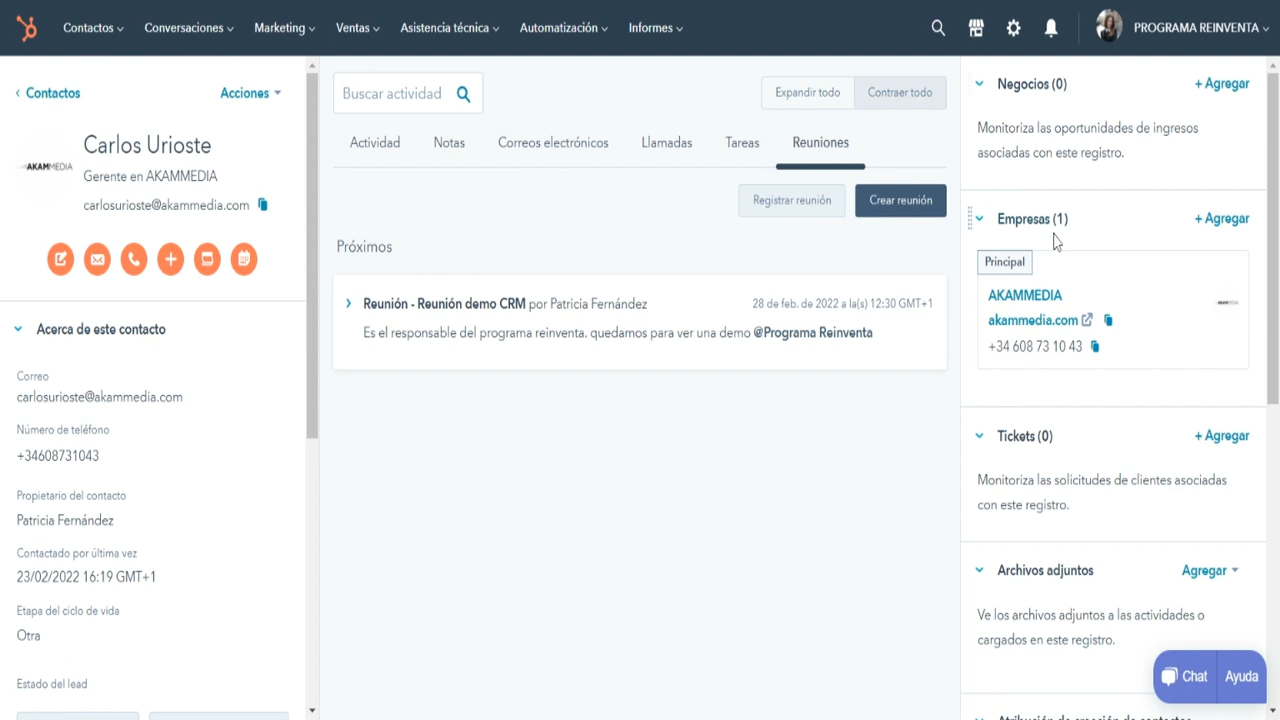 Contactos
Conversaciones
Marketing
Ventas
Asistencia técnica
Automatización
Informes
PROGRAMA REINVENTA
Contactos
Acciones
AKAMMEDIA
Carlos Urioste
Gerente en AKAMMEDIA
carlosurioste@akammedia.com
Acerca de este contacto
Correo
carlosurioste@akammedia.com
Número de teléfono
+34608731043
Propietario del contacto
Patricia Fernández
Contactado por última vez
23/02/2022 16:19 GMT+1
Etapa del ciclo de vida
Otra
Estado del lead
Buscar actividad
Expandir todo
Contraer todo
Actividad
Notas
Correos electrónicos
Llamadas
Tareas
Reuniones
Registrar reunión
Crear reunión
Próximos
Reunión - Reunión demo CRM por Patricia Fernández
28 de feb. de 2022 a la(s) 12:30 GMT+1
Es el responsable del programa reinventa. quedamos para ver una demo @Programa Reinventa
Negocios (0)
+ Agregar
Monitoriza las oportunidades de ingresos
asociadas con este registro.
Empresas (1)
+ Agregar
Principal
AKAMMEDIA
akammedia.com
+34 608 73 10 43
Tickets (0)
+ Agregar
Monitoriza las solicitudes de clientes asociadas
con este registro.
Archivos adjuntos
Agregar
Ve los archivos adjuntos a las actividades o
cargados en este registro.
Chat
Ayuda
Atribución de creación de contactos